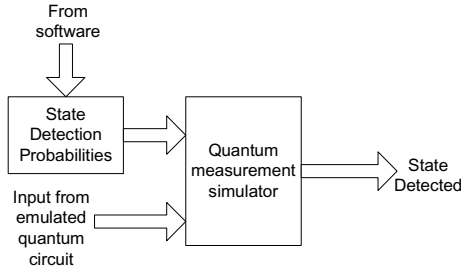 From
software
State
Detection
Probabilities
Quantum
measurement
simulator
State
Detected
Input from
emulated
quantum
circuit